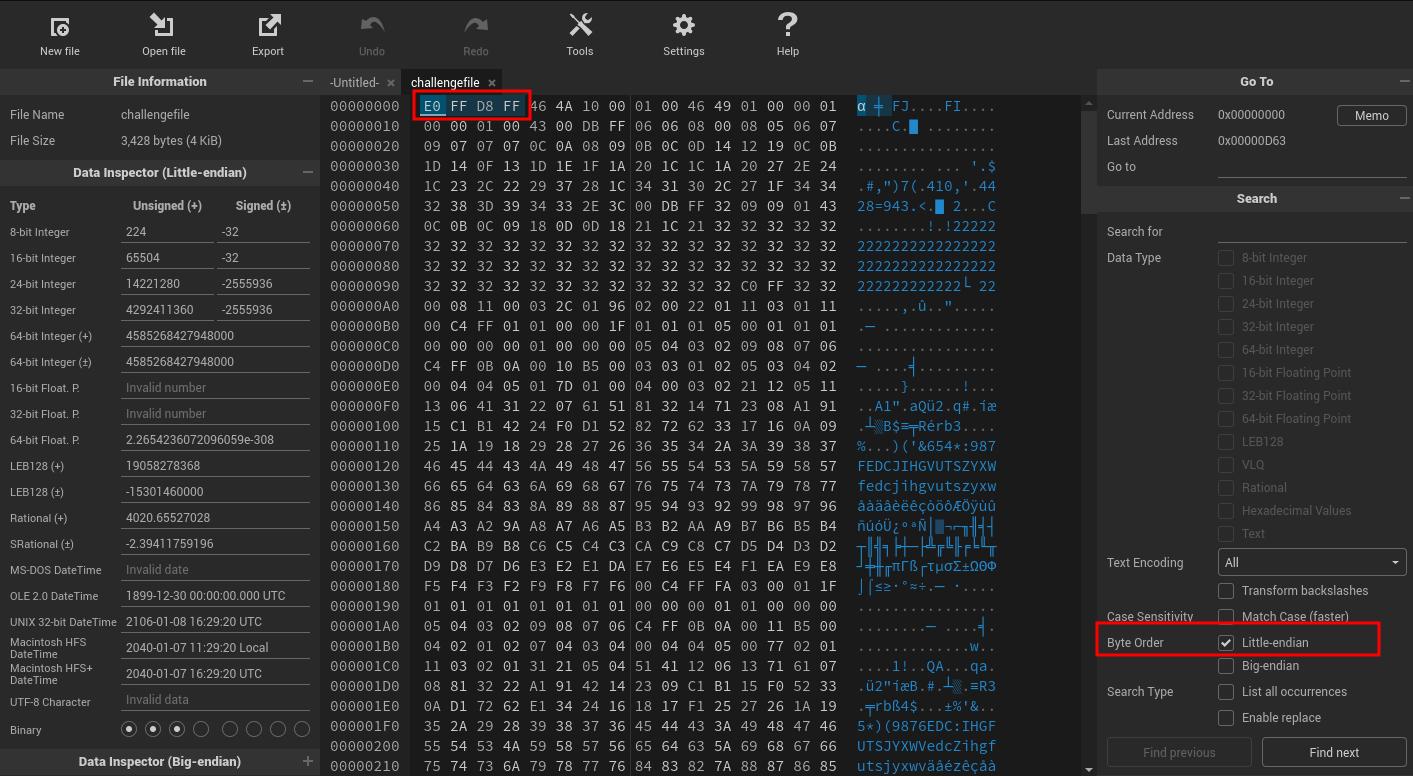 New file
Open file
Export
Undo
Redo
Tools
Settings
Help
File Information
File Name challengefile
File Size 3,428 bytes (4 KiB)
Data Inspector (Little-endian)
Type Unsigned (+) Signed (±)
8-bit Integer 224 -32
16-bit Integer 65504 -32
24-bit Integer 14221280 -2555936
32-bit Integer 4292411360 -2555936
64-bit Integer (+) 4585268427948000
64-bit Integer (±) 4585268427948000
16-bit Float. P. Invalid number
32-bit Float. P. Invalid number
64-bit Float. P. 2.2654236072096059e-308
LEB128 (+) 19058278368
LEB128 (±) -15301460000
Rational (+) 4020.65527028
SRational (±) -2.39411759196
MS-DOS DateTime Invalid date
OLE 2.0 DateTime 1899-12-30 00:00:00.000 UTC
UNIX 32-bit DateTime 2106-01-08 16:29:20 UTC
Macintosh HFS DateTime 2040-01-07 11:29:20 Local
Macintosh HFS+ DateTime 2040-01-07 16:29:20 UTC
UTF-8 Character Invalid data
Binary
Data Inspector (Big-endian)
-Untitled- ×
challengefile ×
00000000 E0 FF D8 FF 46 4A 10 00 01 00 46 49 01 00 00 01 α ╪ FJ....FI....
00000010 00 00 01 00 43 00 DB FF 06 06 08 00 08 05 06 07 ....C.█ ........
00000020 09 07 07 07 0C 0A 08 09 0B 0C 0D 14 12 19 0C 0B ................
00000030 1D 14 0F 13 1D 1E 1F 1A 20 1C 1C 1A 20 27 2E 24 ........ ... '.$
00000040 1C 23 2C 22 29 37 28 1C 34 31 30 2C 27 1F 34 34 .#,")7(.410,'.44
00000050 32 38 3D 39 34 33 2E 3C 00 DB FF 32 09 09 01 43 28=943.<.█ 2...C
00000060 0C 0B 0C 09 18 0D 0D 18 21 1C 21 32 32 32 32 32 ........!.!22222
00000070 32 32 32 32 32 32 32 32 32 32 32 32 32 32 32 32 2222222222222222
00000080 32 32 32 32 32 32 32 32 32 32 32 32 32 32 32 32 2222222222222222
00000090 32 32 32 32 32 32 32 32 32 32 32 32 C0 FF 32 32 222222222222└ 22
000000A0 00 08 11 00 03 2C 01 96 02 00 22 01 11 03 01 11 .....,.û..".....
000000B0 00 C4 FF 01 01 00 00 1F 01 01 01 05 00 01 01 01 .─ .............
000000C0 00 00 00 00 01 00 00 00 05 04 03 02 09 08 07 06 ................
000000D0 C4 FF 0B 0A 00 10 B5 00 03 03 01 02 05 03 04 02 ─ ....╡.........
000000E0 00 04 04 05 01 7D 01 00 04 00 03 02 21 12 05 11 .....}......!...
000000F0 13 06 41 31 22 07 61 51 81 32 14 71 23 08 A1 91 ..A1".aQü2.q#.íæ
00000100 15 C1 B1 42 24 F0 D1 52 82 72 62 33 17 16 0A 09 .┴▒B$≡╤Rérb3....
00000110 25 1A 19 18 29 28 27 26 36 35 34 2A 3A 39 38 37 %...)('&654*:987
00000120 46 45 44 43 4A 49 48 47 56 55 54 53 5A 59 58 57 FEDCJIHGVUTSZYXW
00000130 66 65 64 63 6A 69 68 67 76 75 74 73 7A 79 78 77 fedcjihgvutszyxw
00000140 86 85 84 83 8A 89 88 87 95 94 93 92 99 98 97 96 åàäâèëêçòöôÆÖÿùû
00000150 A4 A3 A2 9A A8 A7 A6 A5 B3 B2 AA A9 B7 B6 B5 B4 ñúóÜ¿ºªÑ│▓¬⌐╖╢╡┤
00000160 C2 BA B9 B8 C6 C5 C4 C3 CA C9 C8 C7 D5 D4 D3 D2 ┬║╣╕╞┼─├╩╔╚╟╒╘╙╥
00000170 D9 D8 D7 D6 E3 E2 E1 DA E7 E6 E5 E4 F1 EA E9 E8 ┘╪╫╓πΓß┌τµσΣ±ΩΘΦ
00000180 F5 F4 F3 F2 F9 F8 F7 F6 00 C4 FF FA 03 00 01 1F ⌡⌠≤≥∙°≈÷.─ ·....
00000190 01 01 01 01 01 01 01 01 00 00 00 01 01 00 00 00 ................
000001A0 05 04 03 02 09 08 07 06 C4 FF 0B 0A 00 11 B5 00 ........─ ....╡.
000001B0 04 02 01 02 07 04 03 04 00 04 04 05 00 77 02 01 .............w..
000001C0 11 03 02 01 31 21 05 04 51 41 12 06 13 71 61 07 ....1!..QA...qa.
000001D0 08 81 32 22 A1 91 42 14 23 09 C1 B1 15 F0 52 33 .ü2"íæB.#.┴▒.≡R3
000001E0 0A D1 72 62 E1 34 24 16 18 17 F1 25 27 26 1A 19 .╤rbß4$...±%'&..
000001F0 35 2A 29 28 39 38 37 36 45 44 43 3A 49 48 47 46 5*)(9876EDC:IHGF
00000200 55 54 53 4A 59 58 57 56 65 64 63 5A 69 68 67 66 UTSJYXWVedcZihgf
00000210 75 74 73 6A 79 78 77 76 84 83 82 7A 88 87 86 85 utsjyxwväâézêçåà
Go To
Current Address 0x00000000 Memo
Last Address 0x00000D63
Go to
Search
Search for
Data Type 8-bit Integer
16-bit Integer
24-bit Integer
32-bit Integer
64-bit Integer
16-bit Floating Point
32-bit Floating Point
64-bit Floating Point
LEB128
VLQ
Rational
Hexadecimal Values
Text
Text Encoding All
Transform backslashes
Case Sensitivity Match Case (faster)
Byte Order Little-endian
Big-endian
Search Type List all occurrences
Enable replace
Find previous Find next